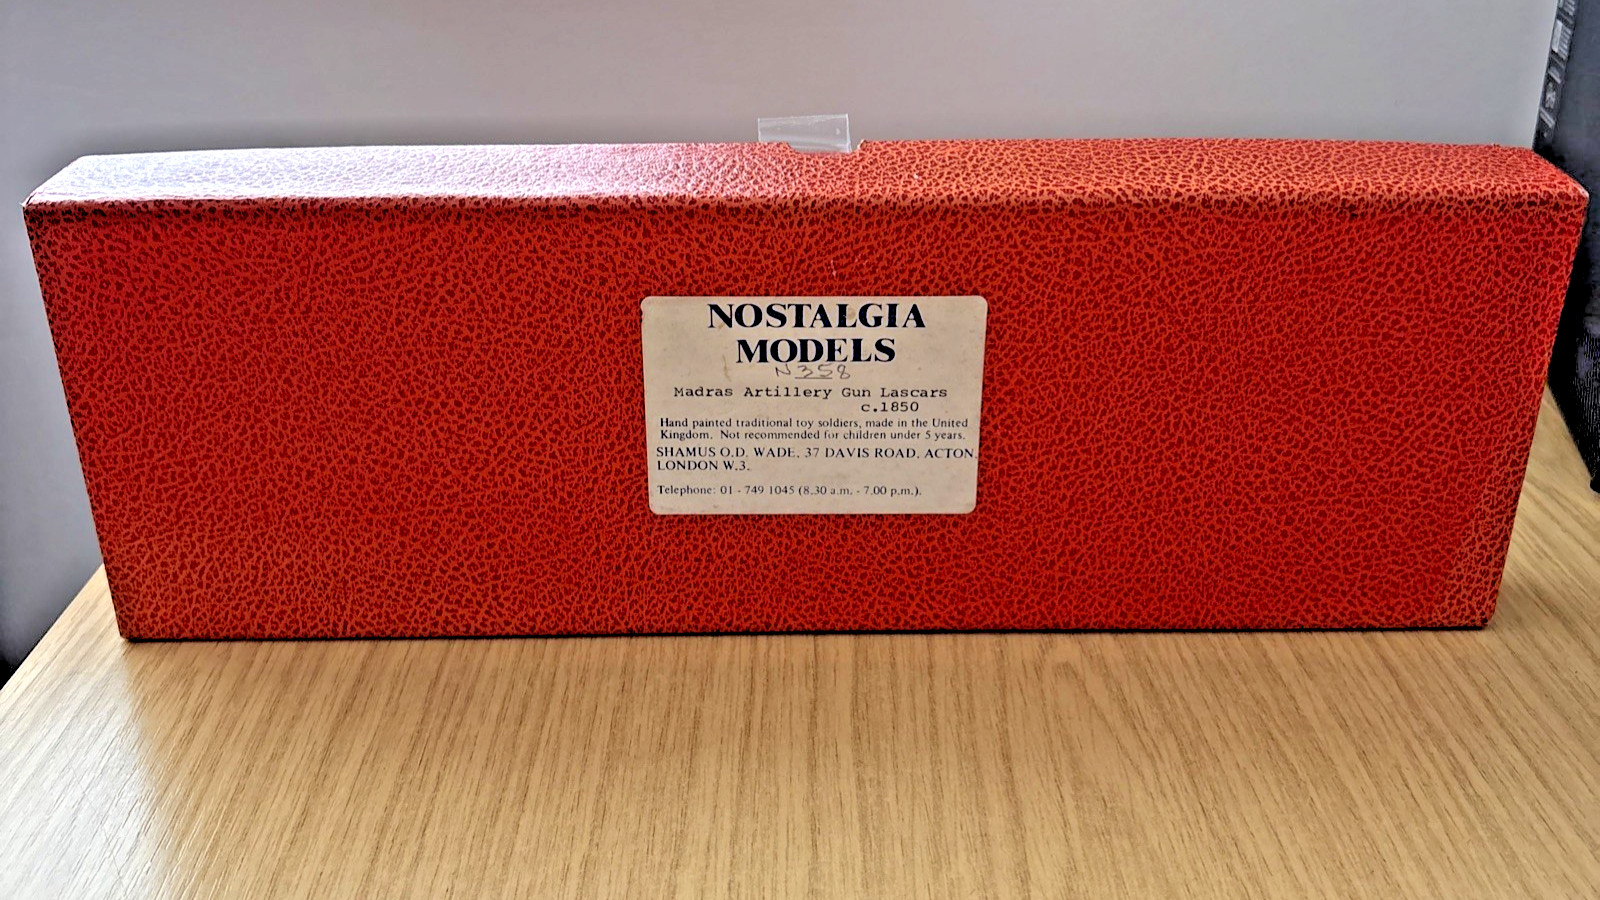 NOSTALGIA
MODELS
N358
Madras Artillery Gun Lascars
c.1850
Hand painted traditional toy soldiers, made in the United
Kingdom. Not recommended for children under 5 years.
SHAMUS O.D. WADE, 37 DAVIS ROAD, ACTON,
LONDON W.3.
Telephone: 01 - 749 1045 (8.30 a.m. - 7.00 p.m.).